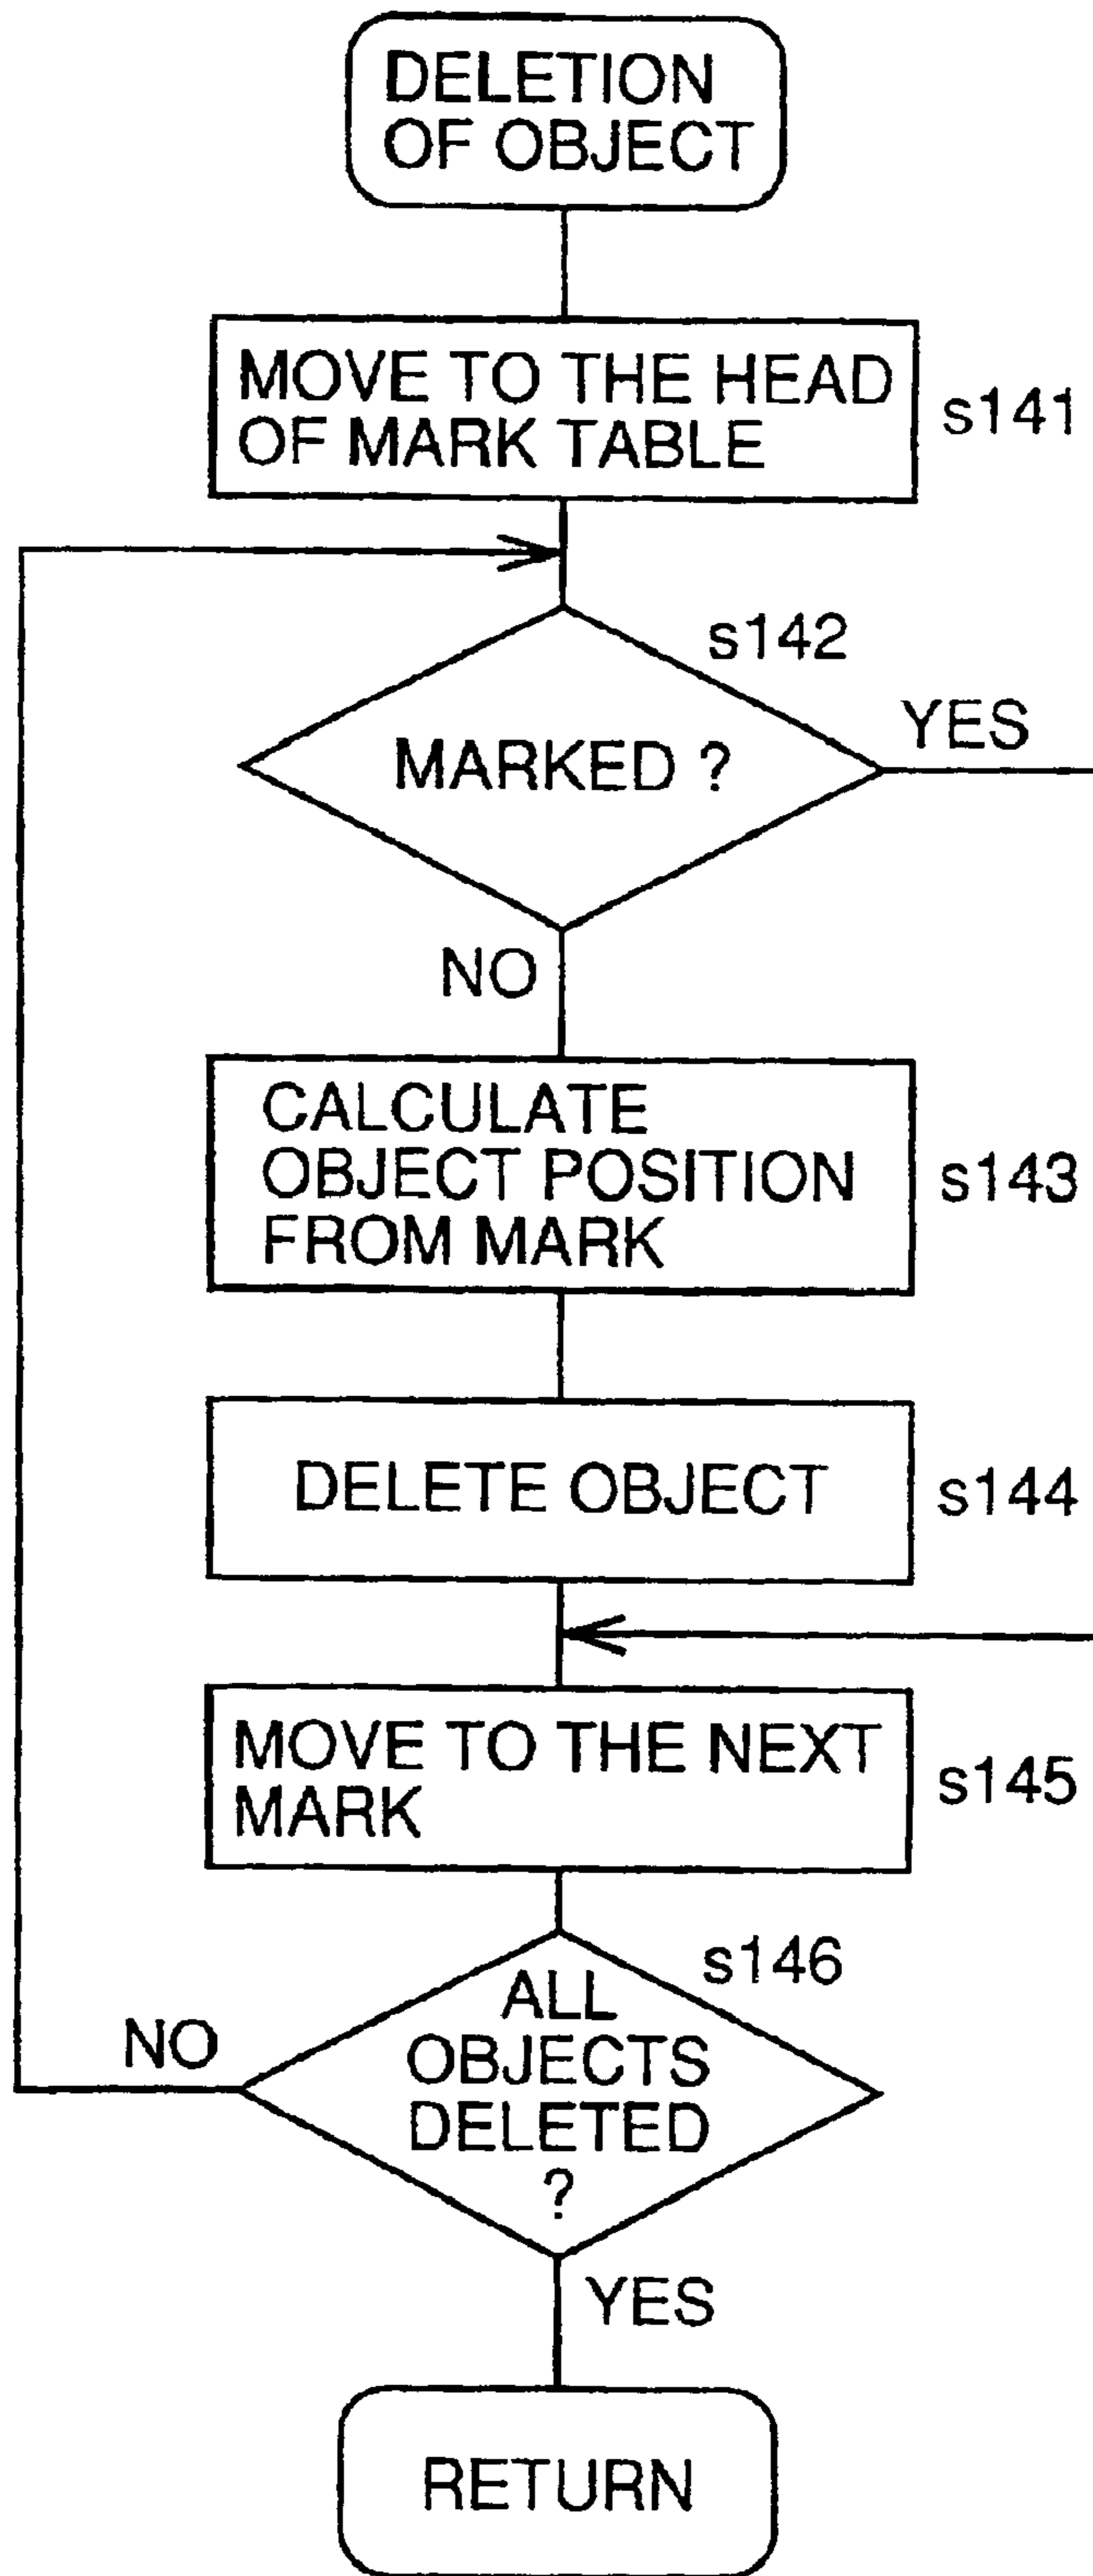 DELETION
OF OBJECT
MOVE TO THE HEAD
OF MARK TABLE
s141
s142
MARKED ?
YES
NO
CALCULATE
OBJECT POSITION
FROM MARK
s143
DELETE OBJECT
s144
MOVE TO THE NEXT
MARK
s145
s146
ALL
OBJECTS
DELETED
?
NO
YES
RETURN